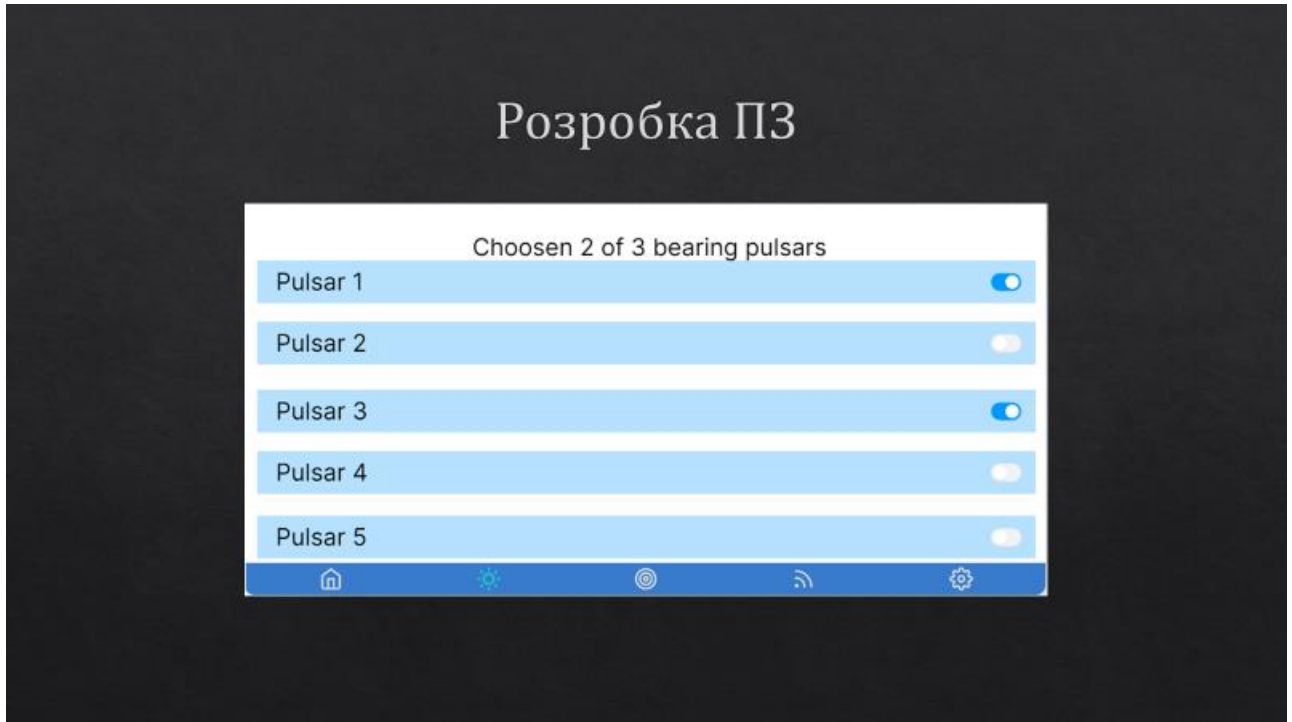 Розробка ПЗ
Choosen 2 of 3 bearing pulsars
Pulsar 1
Pulsar 2
Pulsar 3
Pulsar 4
Pulsar 5